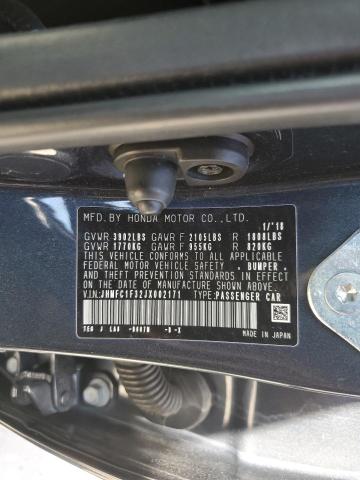 MFD.BY HONDA MOTOR CO.,LTD.
1/'18
GVWR 3902LBS GAWR F 2105LBS R 1808LBS
GVWR 1770KG GAWR F 955KG R 820KG
THIS VEHICLE CONFORMS TO ALL APPLICABLE
FEDERAL MOTOR VEHICLE SAFETY, BUMPER, AND
THEFT PREVENTION STANDARDS IN EFFECT
ON THE DATE OF MANUFACTURE SHOWN ABOVE.
V.I.N:JHMFC1F32JX002171 TYPE:PASSENGER CAR
MADE IN JAPAN